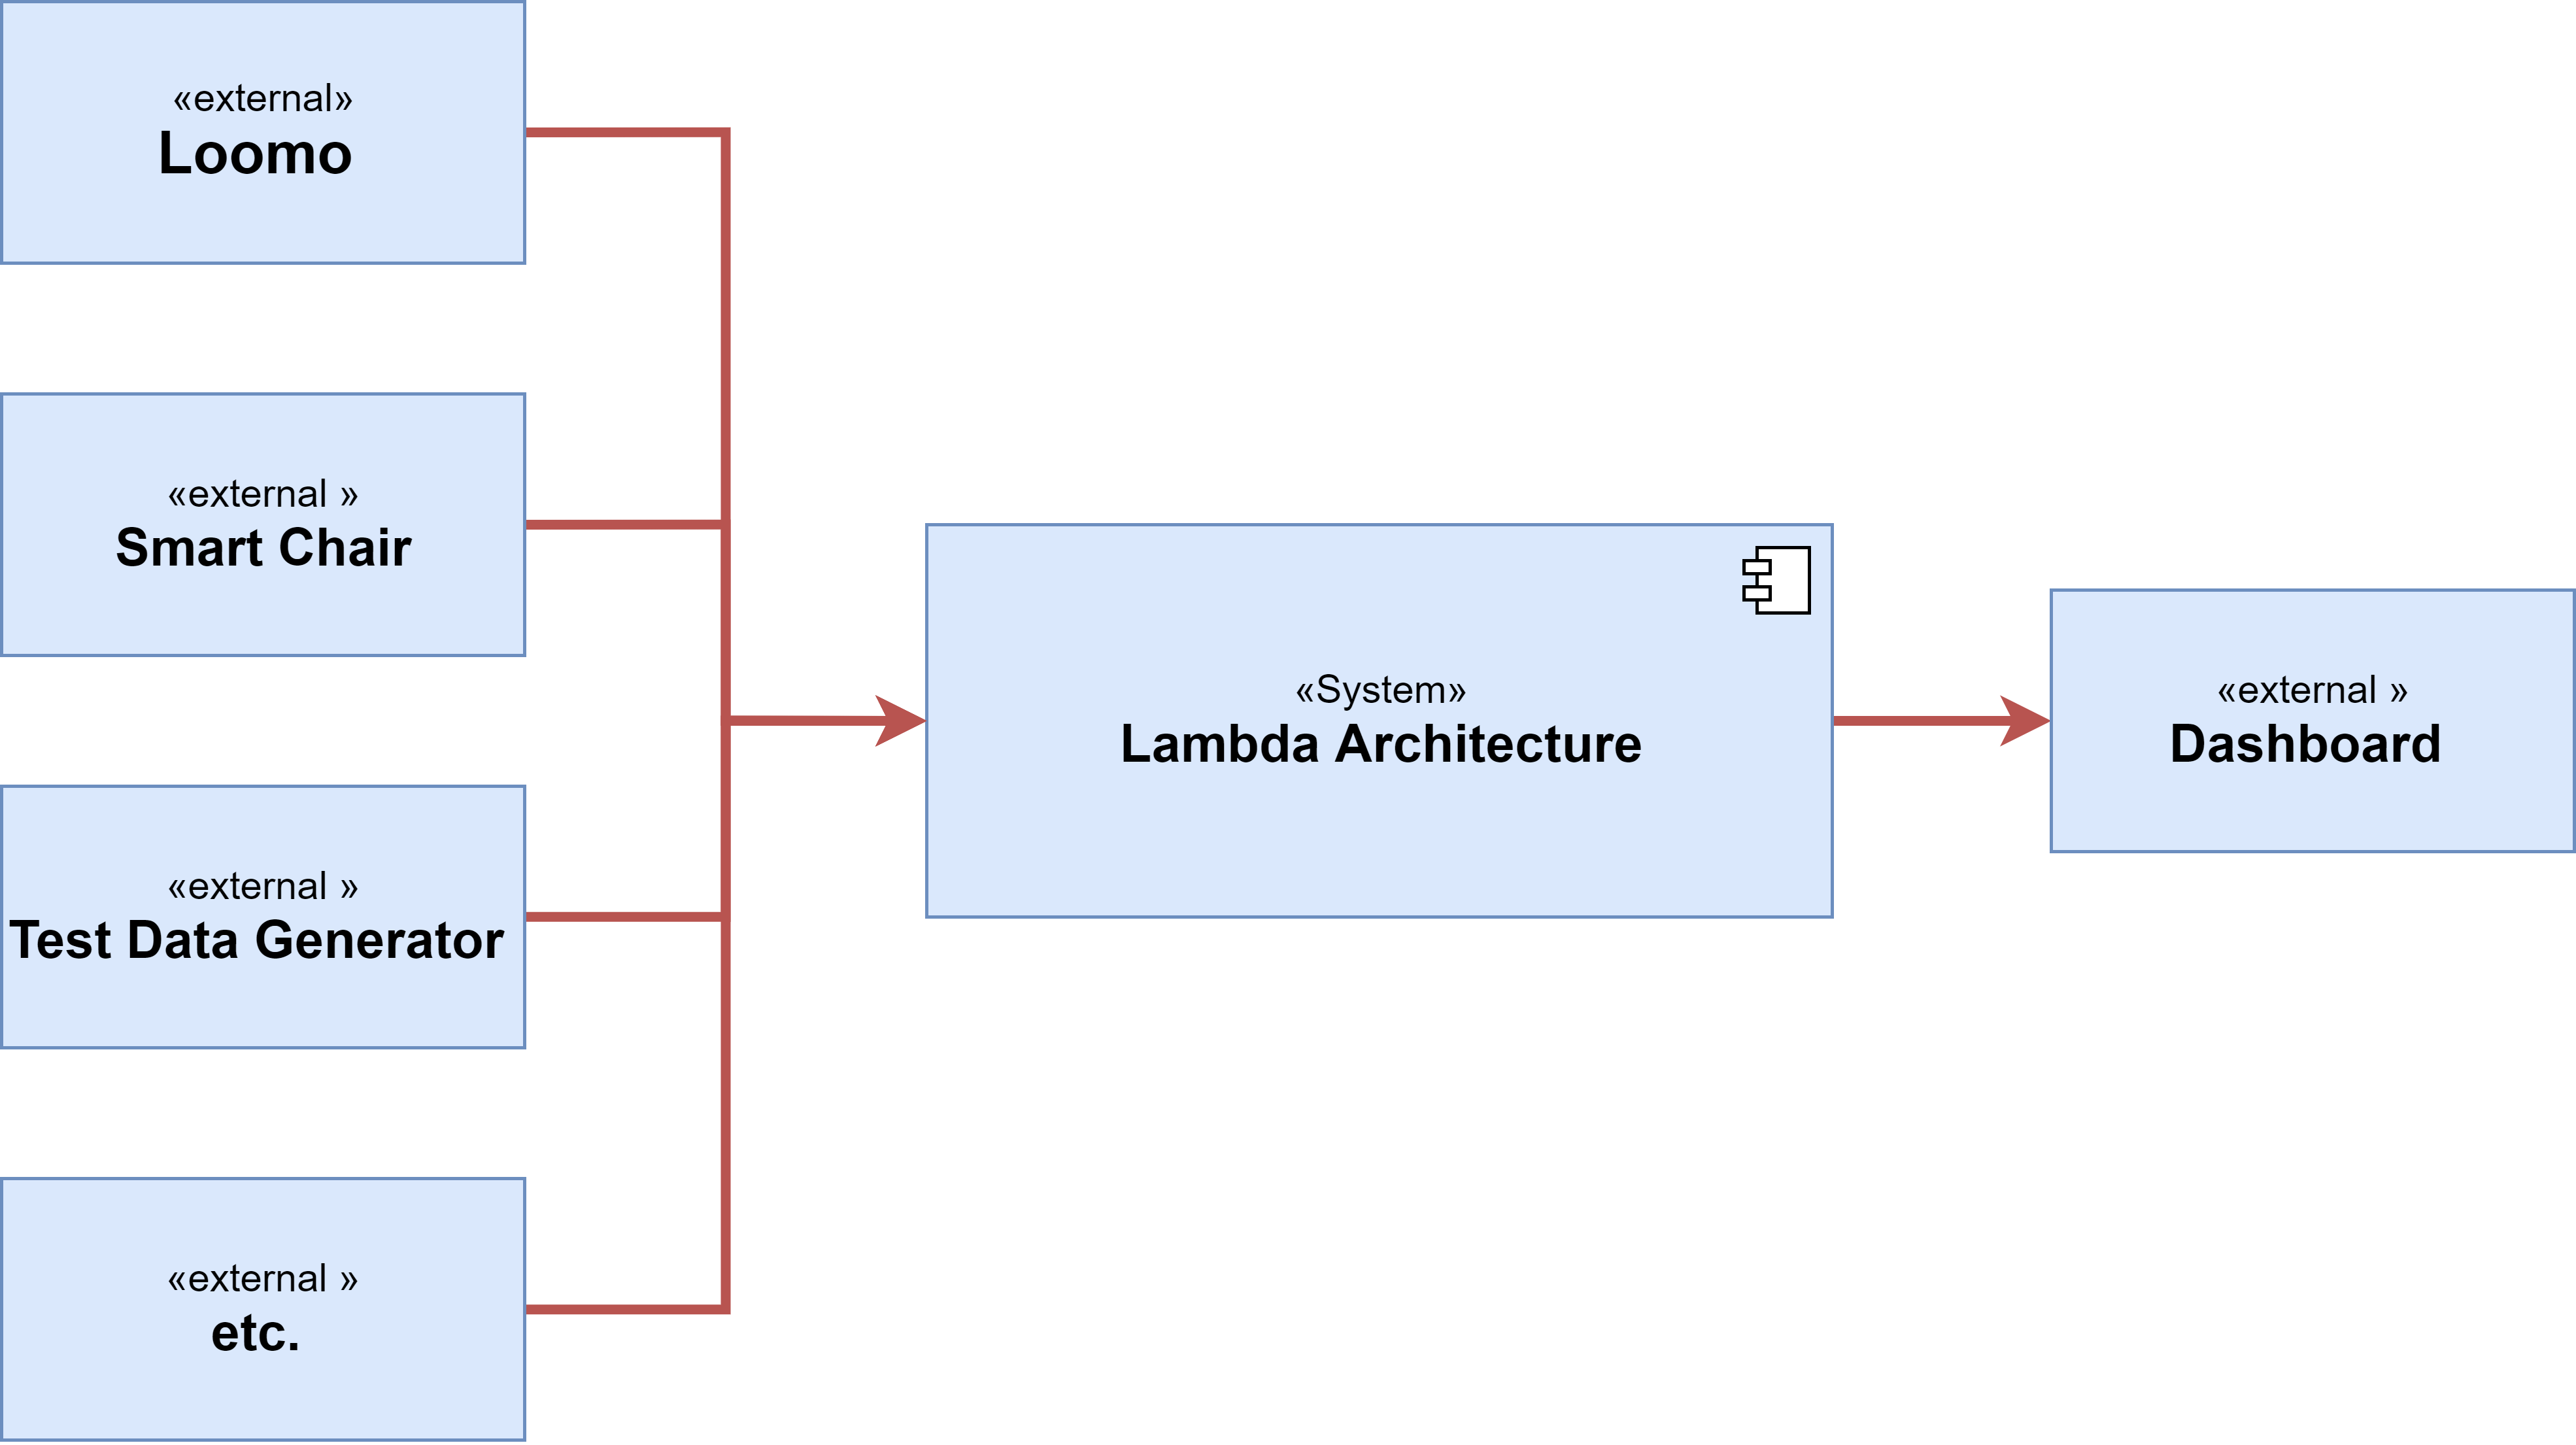 «external»
Loomo
«external »
Smart Chair
«external »
Test Data Generator
«external »
etc.
«System»
Lambda Architecture
«external »
Dashboard